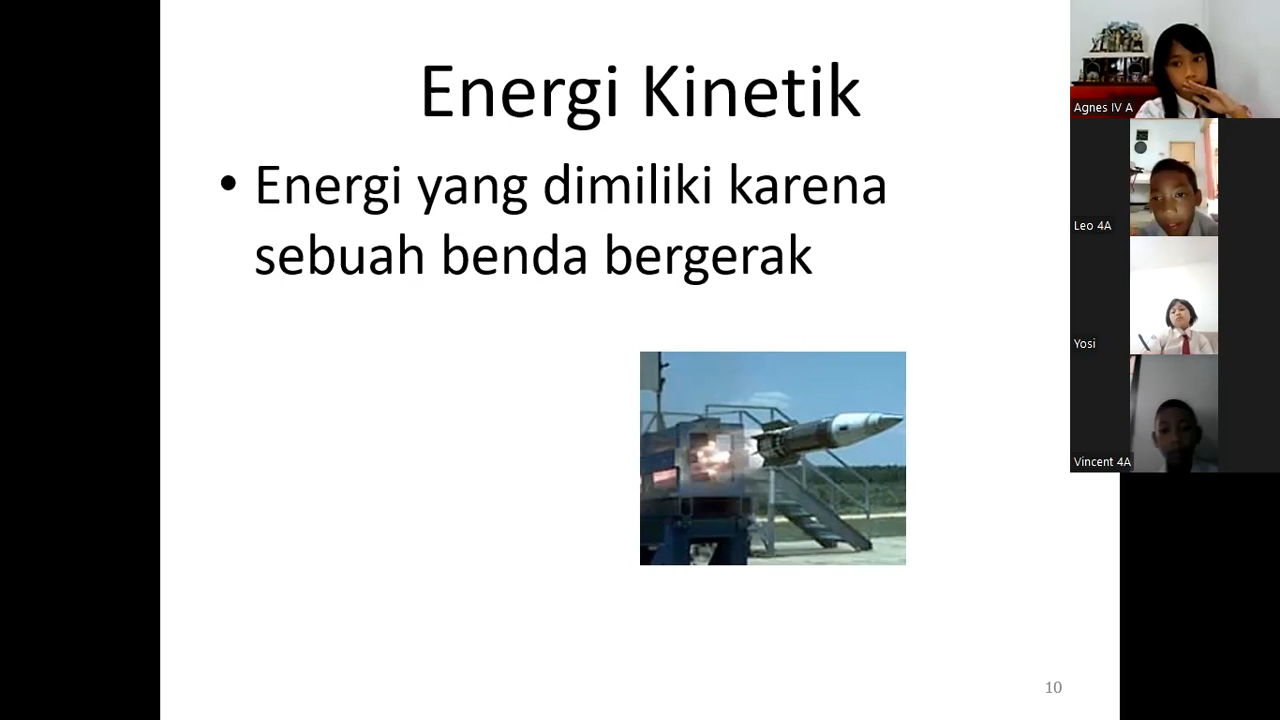 Energi Kinetik
• Energi yang dimiliki karena
sebuah benda bergerak
10
Agnes IV A
Leo 4A
Yosi
Vincent 4A